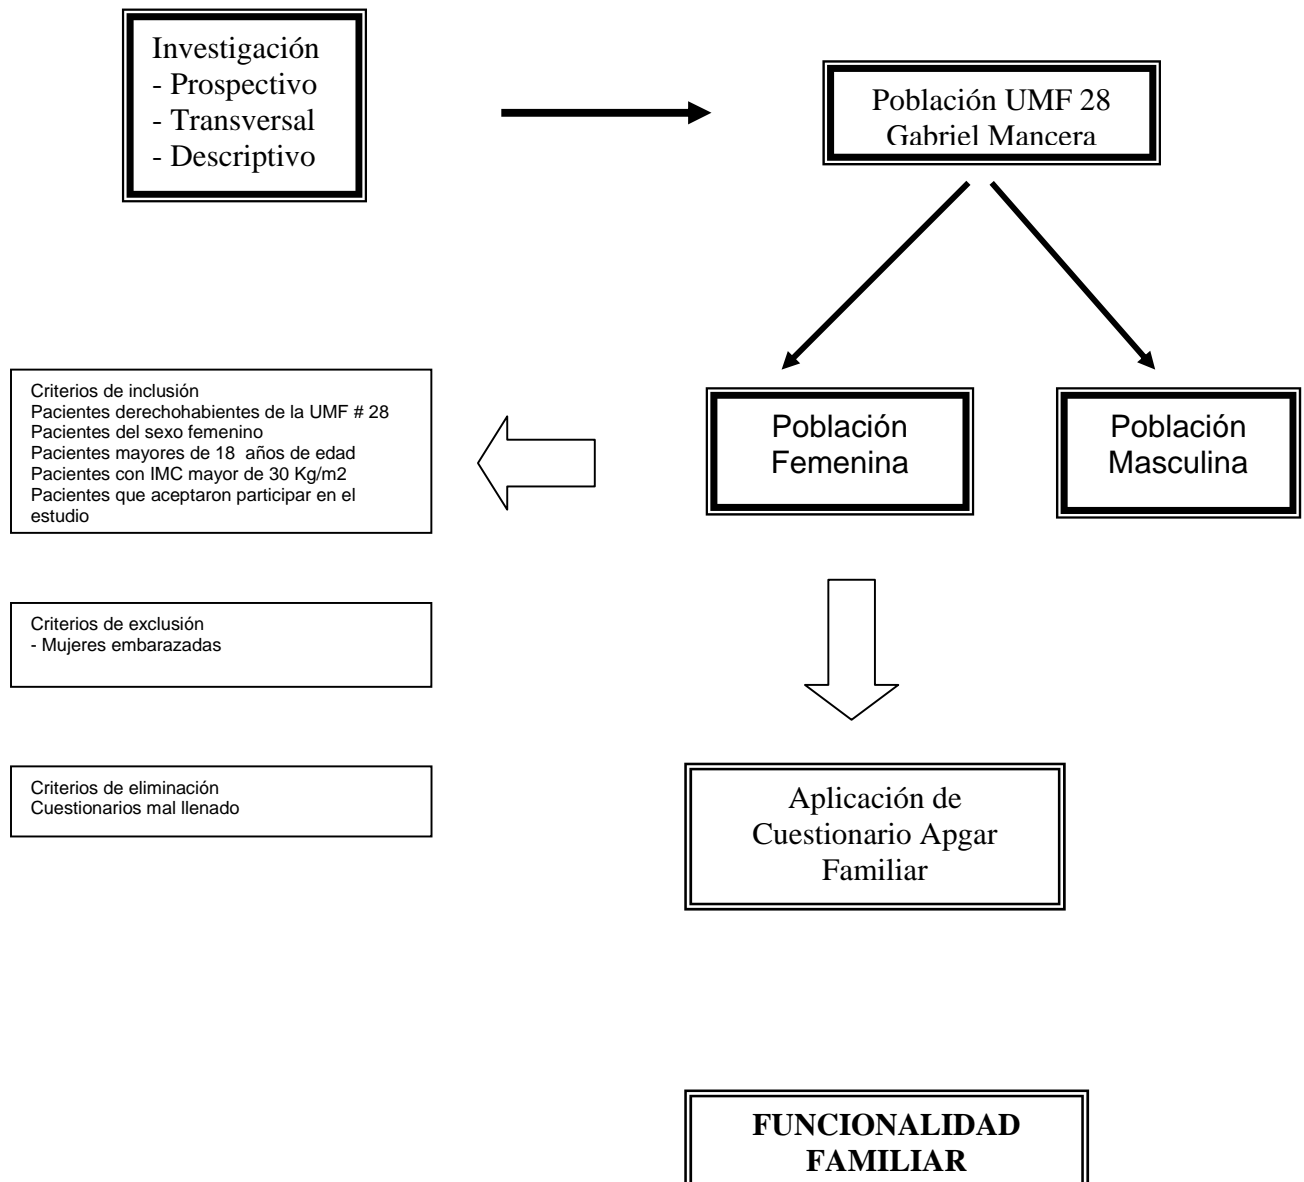 Investigación
- Prospectivo
- Transversal
- Descriptivo
Población UMF 28
Gabriel Mancera
Criterios de inclusión
Pacientes derechohabientes de la UMF # 28
Pacientes del sexo femenino
Pacientes mayores de 18 años de edad
Pacientes con IMC mayor de 30 Kg/m2
Pacientes que aceptaron participar en el
estudio
Población
Femenina
Población
Masculina
Criterios de exclusión
- Mujeres embarazadas
Criterios de eliminación
Cuestionarios mal llenado
Aplicación de
Cuestionario Apgar
Familiar
FUNCIONALIDAD
FAMILIAR